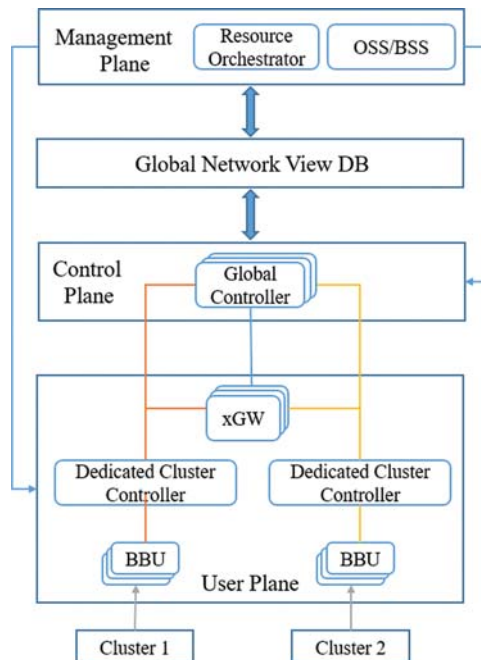 Management
Plane
Resource
Orchestrator
OSS/BSS
Global Network View DB
Control
Plane
Global
Controller
xGW
Dedicated Cluster
Controller
Dedicated Cluster
Controller
BBU
BBU
User Plane
Cluster 1
Cluster 2